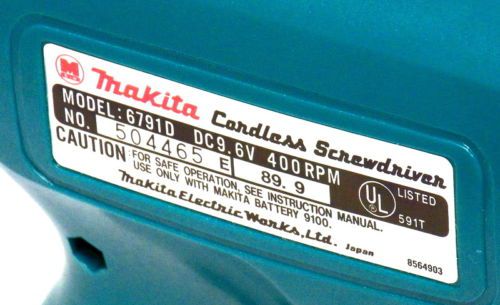 M Makita Cordless Screwdriver
MODEL:6791D DC9.6V 400RPM
NO. 504465 E 89.9
CAUTION: FOR SAFE OPERATION, SEE INSTRUCTION MANUAL.
USE ONLY WITH MAKITA BATTERY 9100.
Makita Electric Works, Ltd. Japan
UL LISTED
591T
8564903